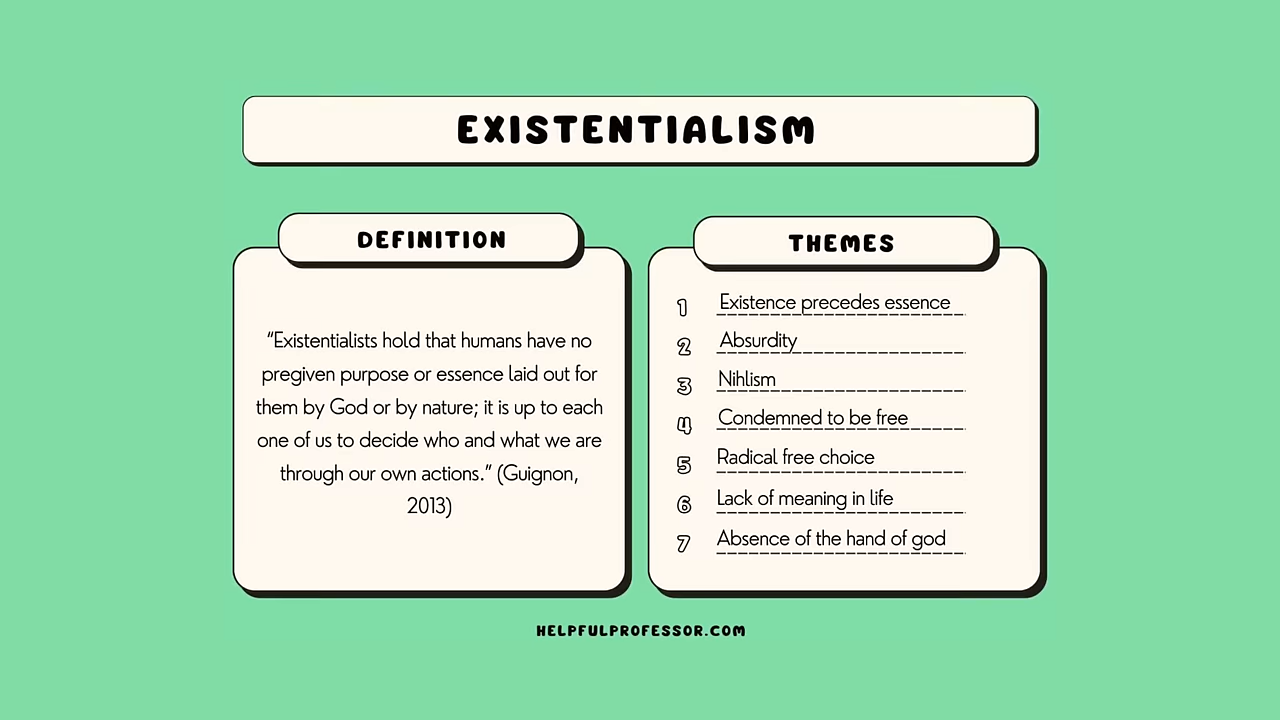 EXISTENTIALISM
DEFINITION
“Existentialists hold that humans have no
pregiven purpose or essence laid out for
them by God or by nature; it is up to each
one of us to decide who and what we are
through our own actions.” (Guignon,
2013)
THEMES
1 Existence precedes essence
2 Absurdity
3 Nihlism
4 Condemned to be free
5 Radical free choice
6 Lack of meaning in life
7 Absence of the hand of god
HELPFULPROFESSOR.COM